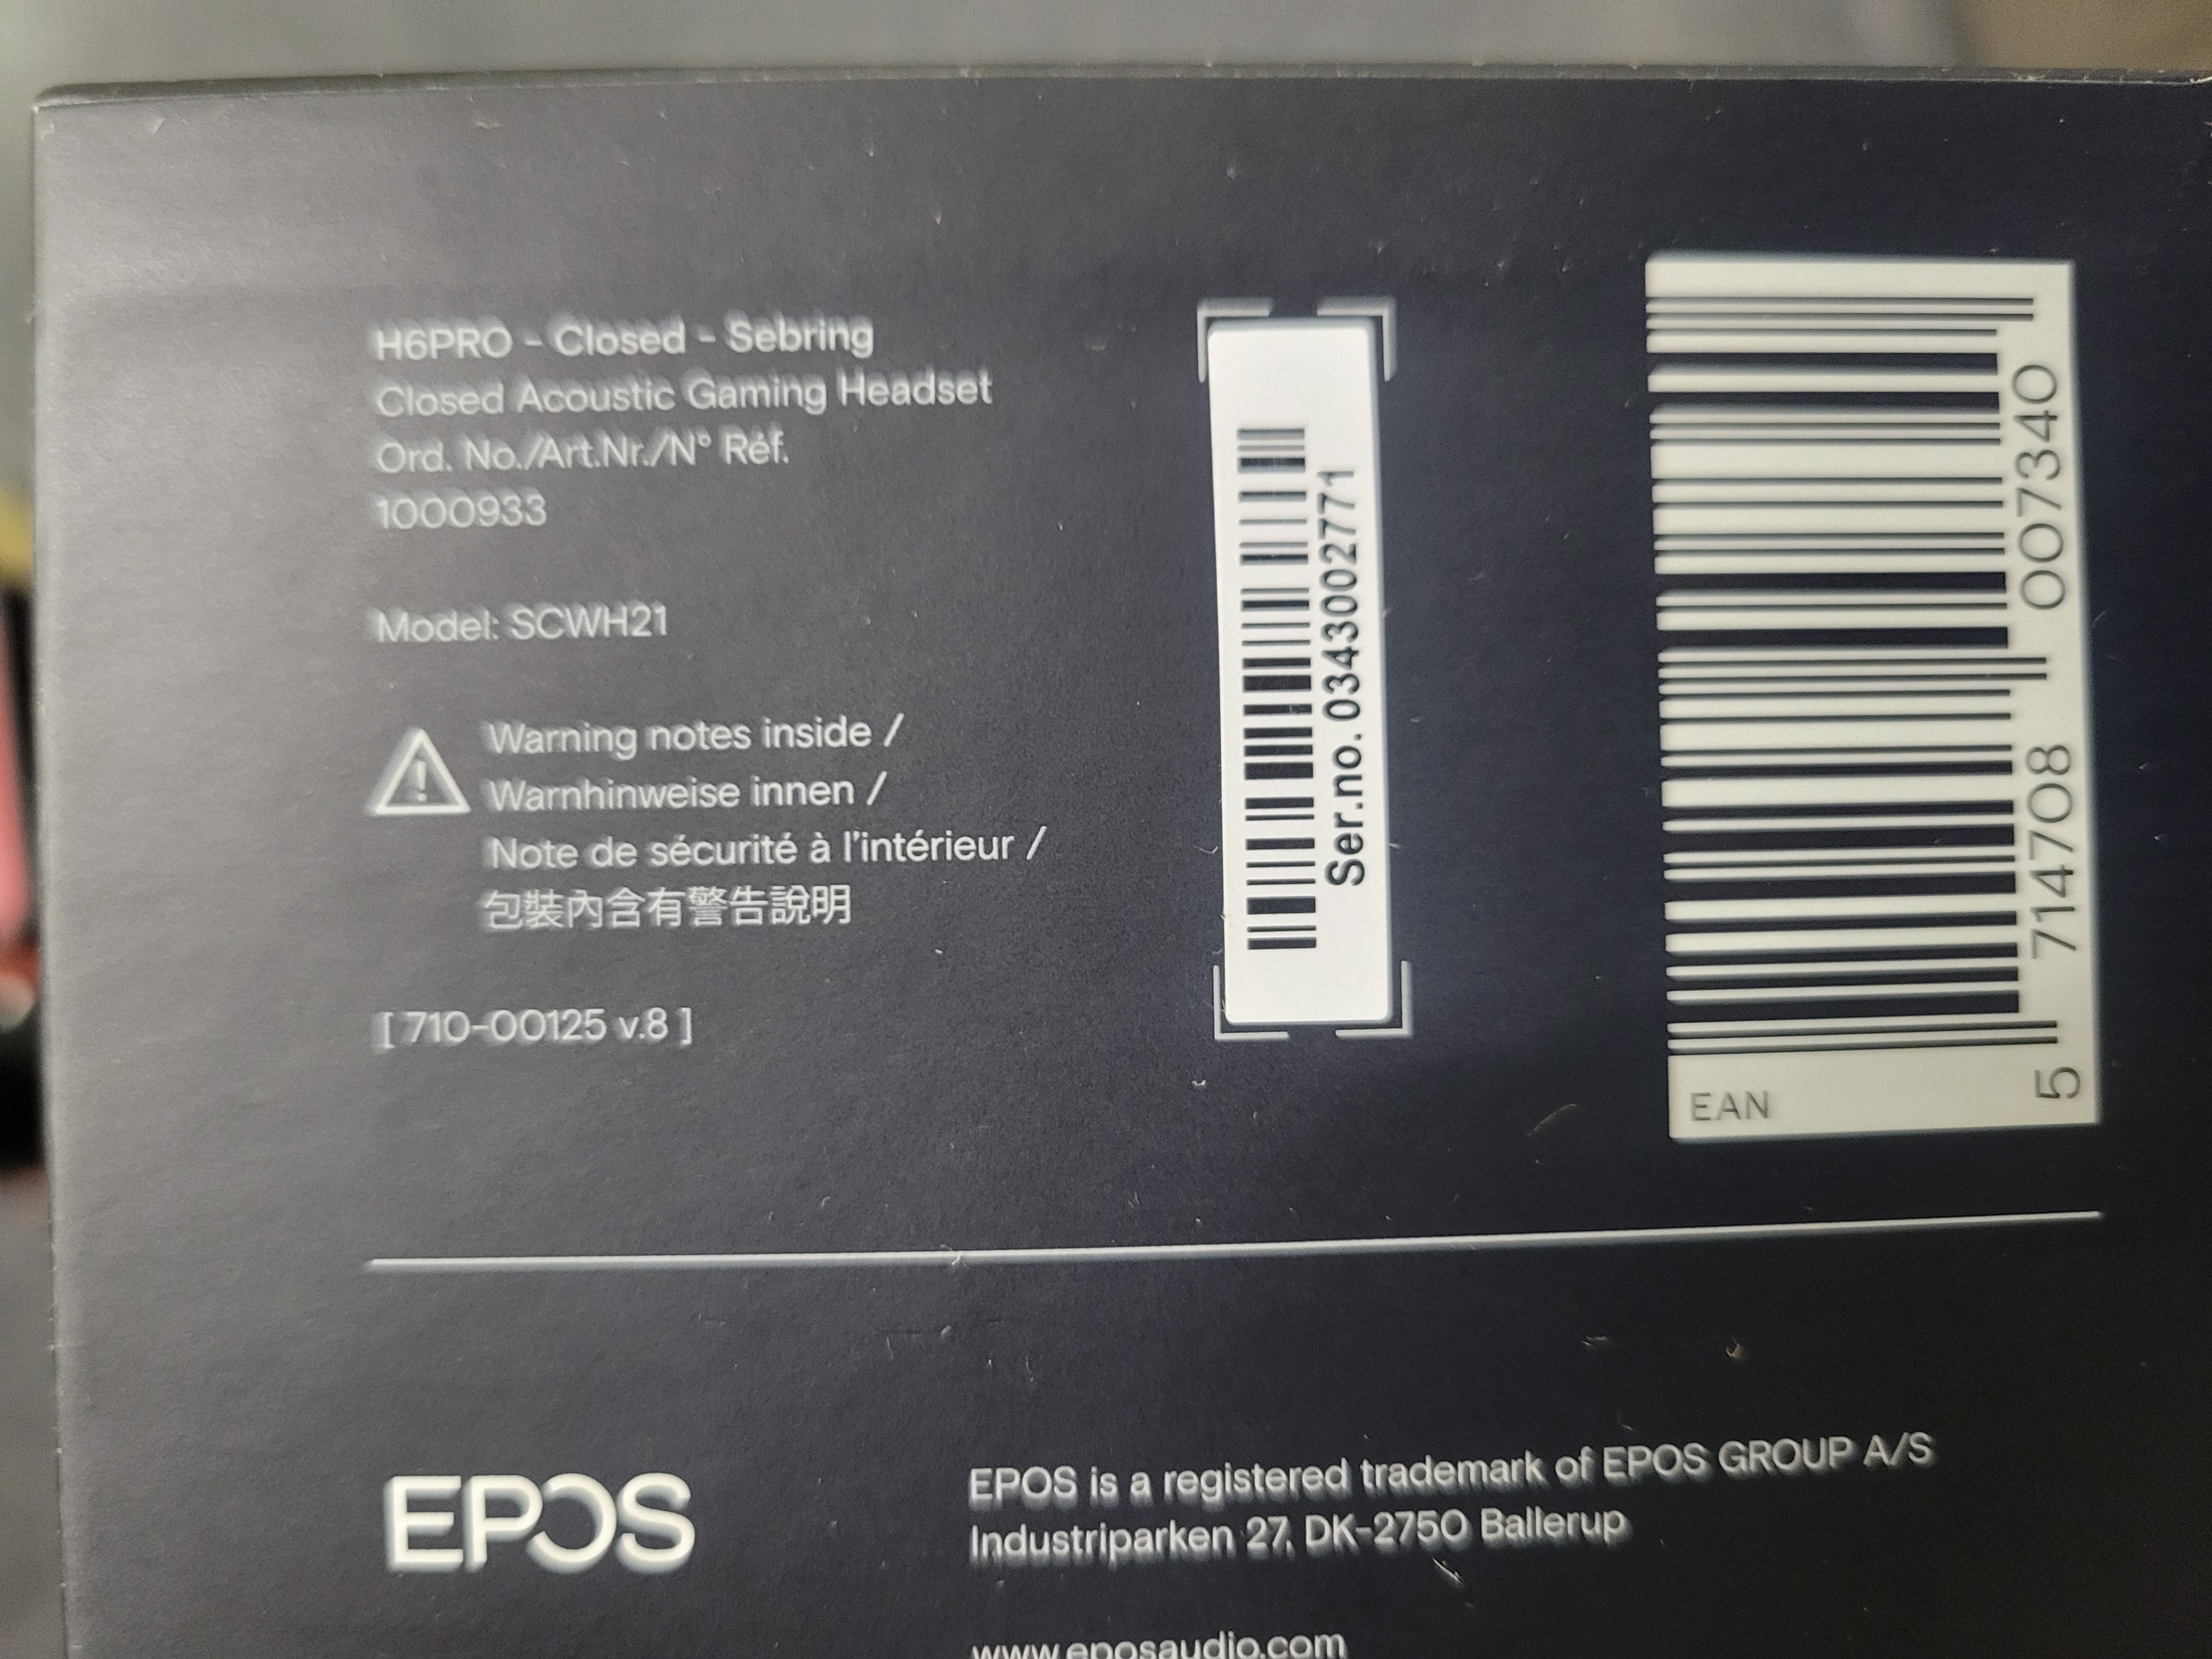 H6PRO - Closed - Sebring
Closed Acoustic Gaming Headset
Ord. No./Art.Nr./N° Réf.
1000933
Model: SCWH21
Warning notes inside /
Warnhinweise innen /
Note de sécurité à l'intérieur /
包裝內含有警告說明
[ 710-00125 v.8 ]
Ser.no. 03430002771
EAN
5 714708 007340
EPOS
EPOS is a registered trademark of EPOS GROUP A/S
Industriparken 27, DK-2750 Ballerup
www.eposaudio.com